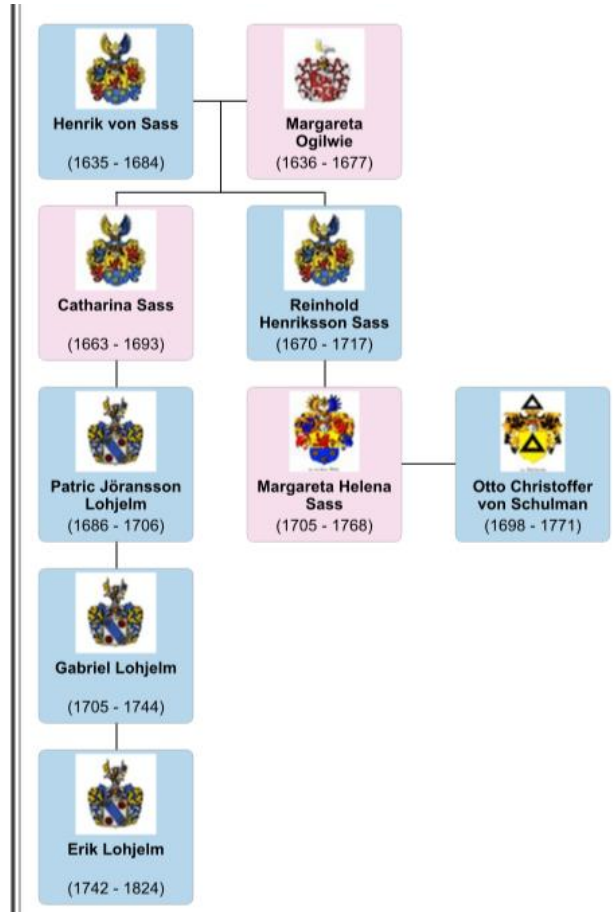 Henrik von Sass
(1635 - 1684)
Margareta
Ogilwie
(1636 - 1677)
Catharina Sass
(1663 - 1693)
Reinhold
Henriksson Sass
(1670 - 1717)
Patric Jöransson
Lohjelm
(1686 - 1706)
Margareta Helena
Sass
(1705 - 1768)
Otto Christoffer
von Schulman
(1698 - 1771)
Gabriel Lohjelm
(1705 - 1744)
Erik Lohjelm
(1742 - 1824)